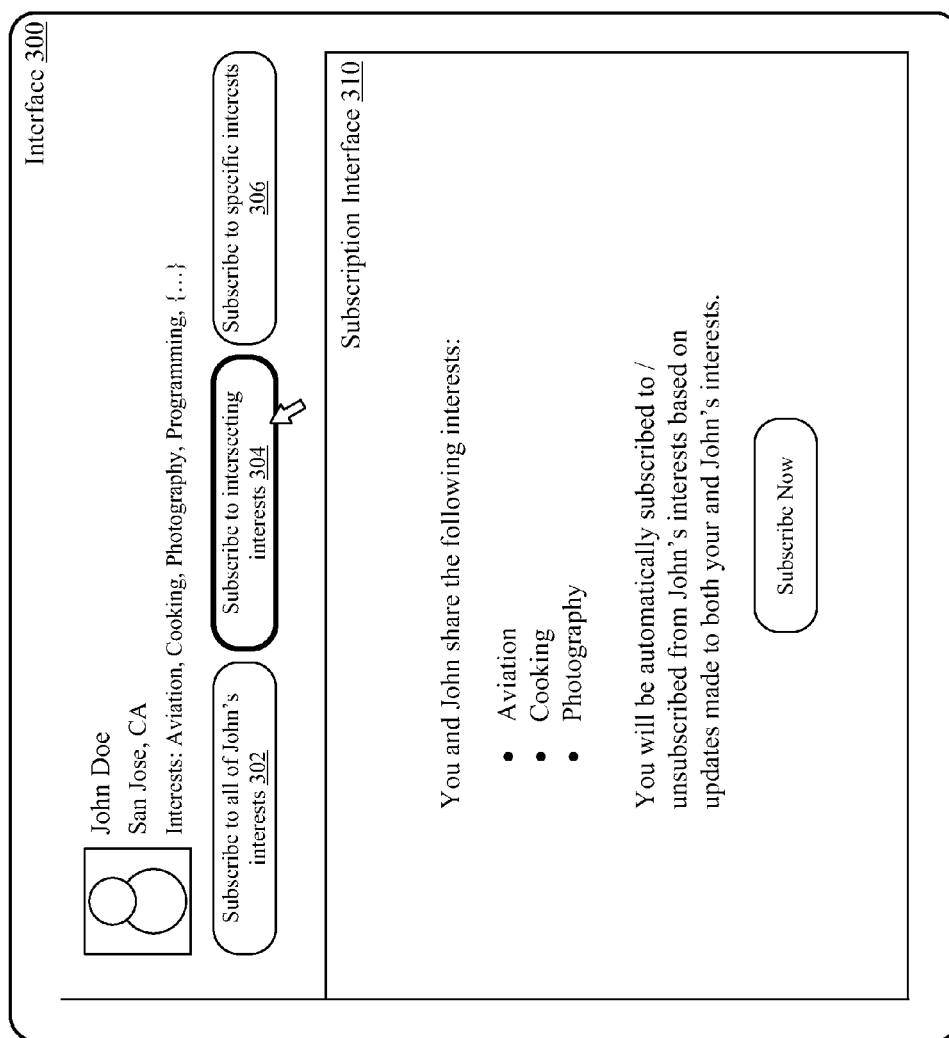 Interface 300
John Doe
San Jose, CA
Interests: Aviation, Cooking, Photography, Programming, {...}
Subscribe to all of John's
interests 302
Subscribe to intersecting
interests 304
Subscribe to specific interests
306
Subscription Interface 310
You and John share the following interests:
• Aviation
• Cooking
• Photography
You will be automatically subscribed to /
unsubscribed from John's interests based on
updates made to both your and John's interests.
Subscribe Now